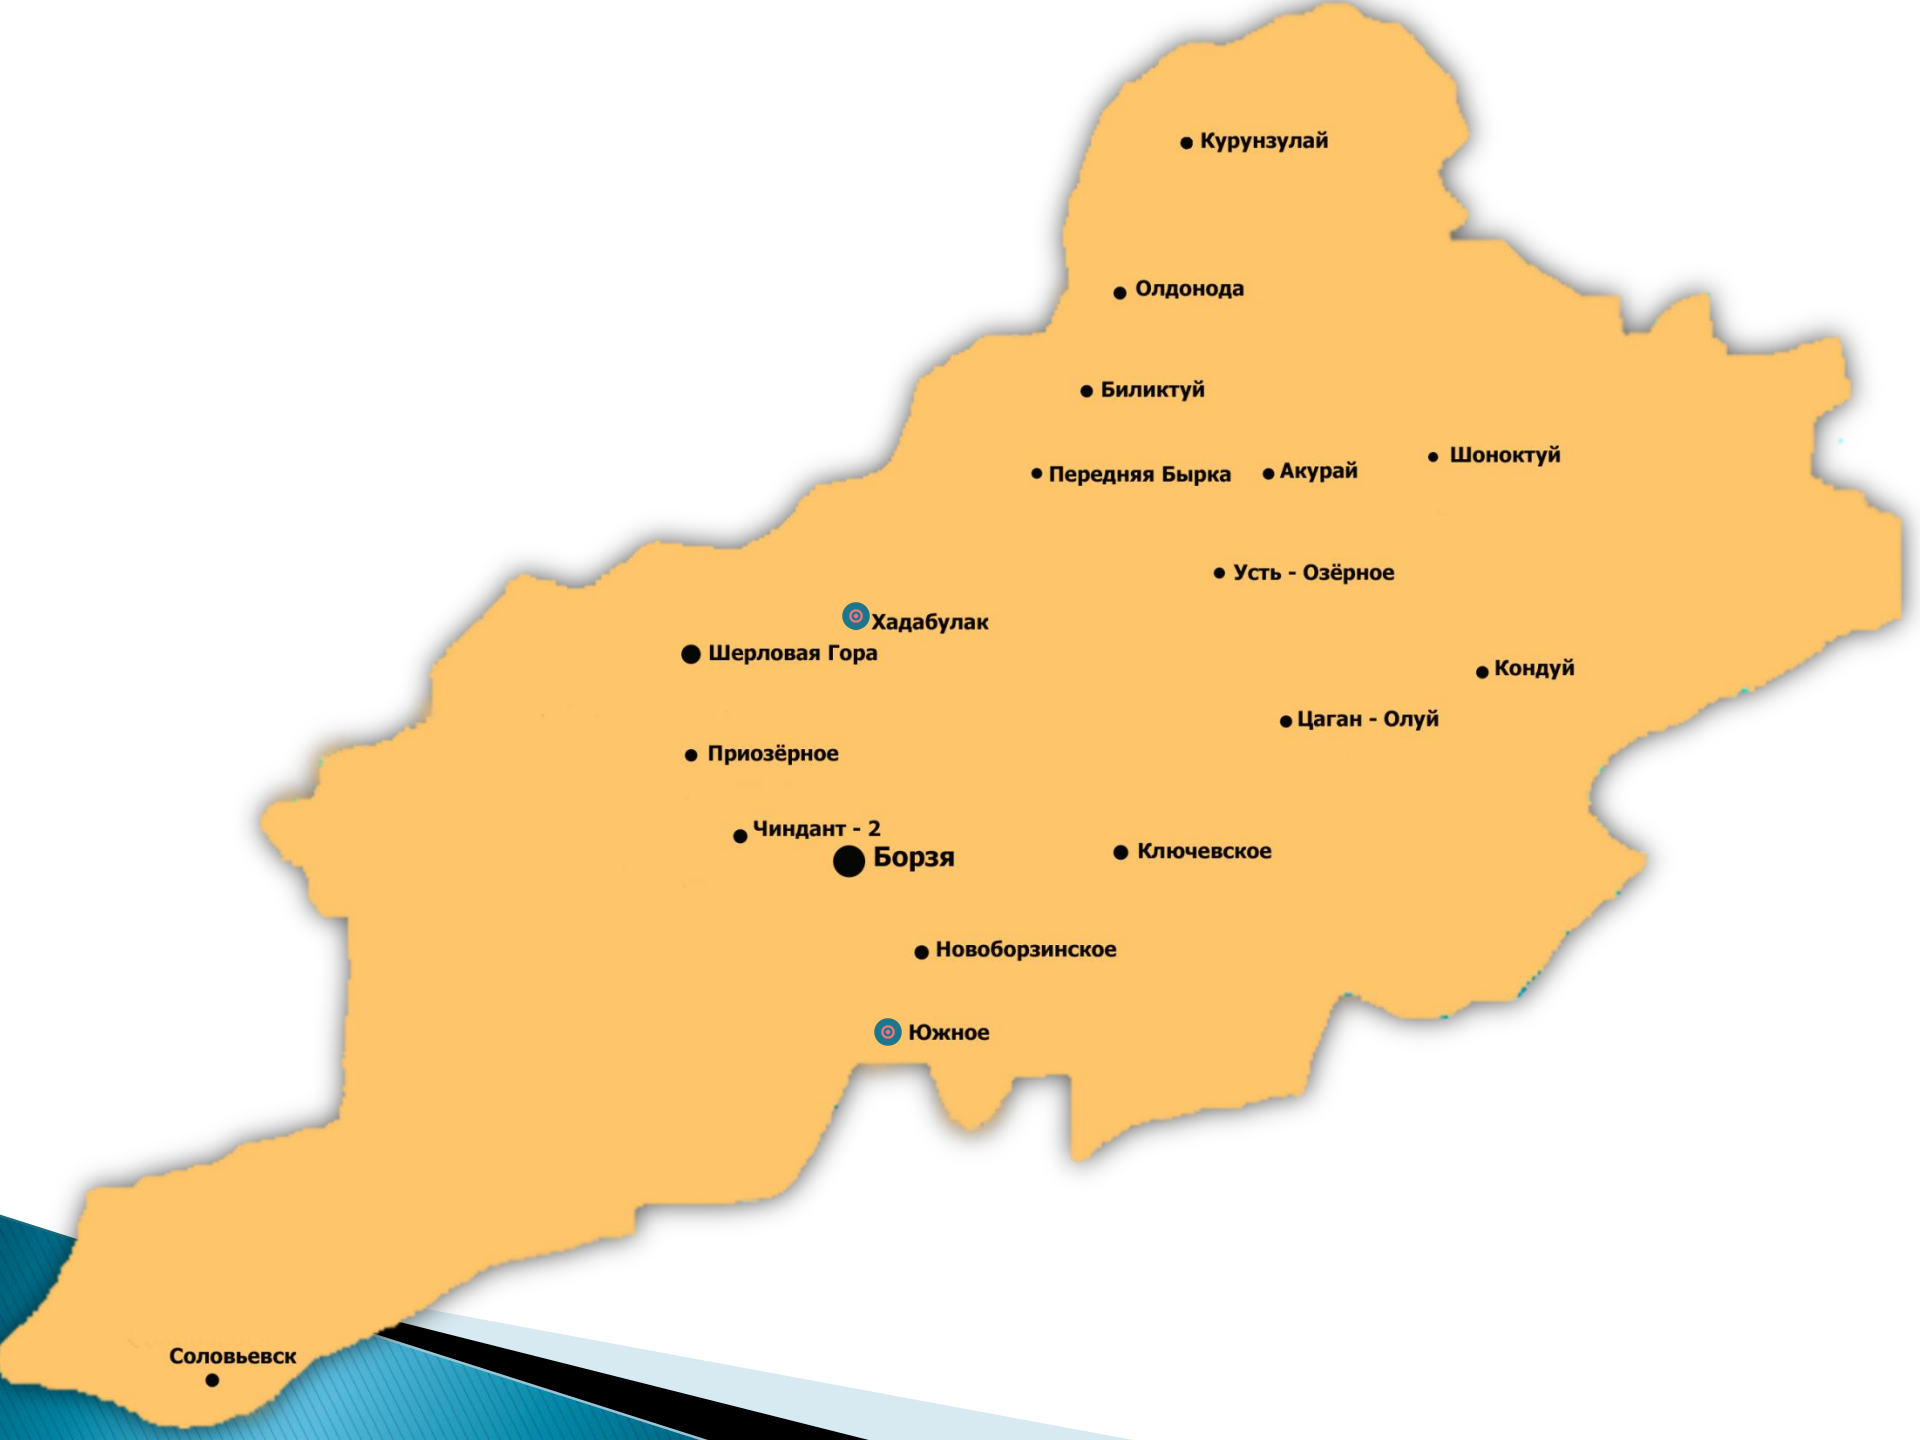 Курунзулай
Олдонода
Биликтуй
Шоноктуй
Передняя Бырка
Акурай
Усть - Озёрное
Хадабулак
Шерловая Гора
Кондуй
Цаган - Олуй
Приозёрное
Чиндант - 2
Борзя
Ключевское
Новоборзинское
Южное
Соловьевск